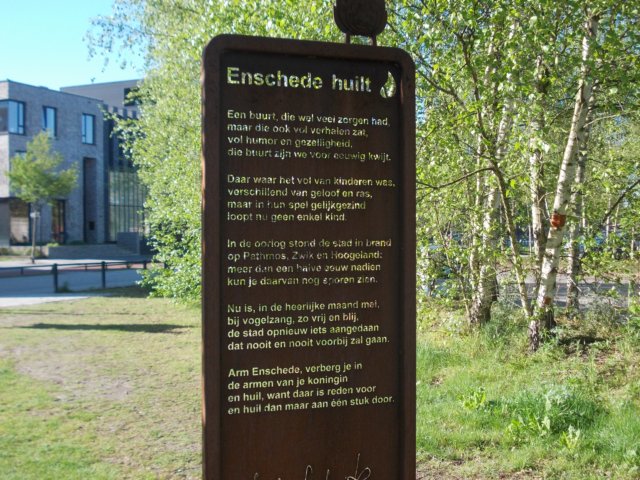 Enschede huilt
Een buurt, die wel veel zorgen had,
maar die ook vol verhalen zat,
vol humor en gezelligheid,
die buurt zijn we voor eeuwig kwijt.
Daar waar het vol van kinderen was,
verschillend van geloof en ras,
maar in hun spel gelijkgezind
loopt nu geen enkel kind.
In de oorlog stond de stad in brand
op Pathmos, Zwik en Hoogeland;
meer dan een halve eeuw nadien
kun je daarvan nog sporen zien.
Nu is, in de heerlijke maand mei,
bij vogelzang, zo vrij en blij,
de stad opnieuw iets aangedaan
dat nooit en nooit voorbij zal gaan.
Arm Enschede, verberg je in
de armen van je koningin
en huil, want daar is reden voor
en huil dan maar aan één stuk door.